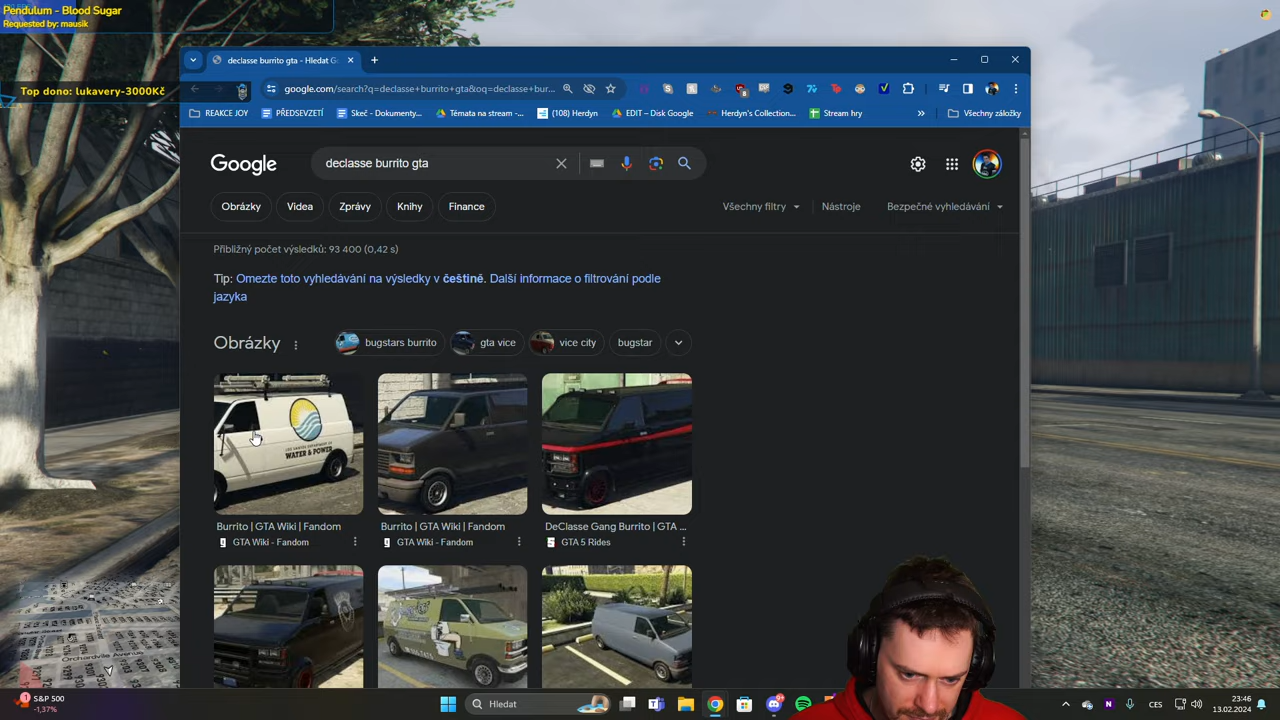 Pendulum - Blood Sugar
Requested by: mausik
Top dono: lukavery-3000Kč
declasse burrito gta - Hledat G
google.com/search?q=declasse+burrito+gta&oq=declasse+bur...
REAKCE JOY
PŘEDSEVZETÍ
Skeč - Dokumenty...
Témata na stream -...
(108) Herdyn
EDIT – Disk Google
Herdyn's Collection...
Stream hry
»
Všechny záložky
Google
declasse burrito gta
Obrázky
Videa
Zprávy
Knihy
Finance
Všechny filtry
Nástroje
Bezpečné vyhledávání
Přibližný počet výsledků: 93 400 (0,42 s)
Tip: Omezte toto vyhledávání na výsledky v češtině. Další informace o filtrování podle
jazyka
Obrázky
bugstars burrito
gta vice
vice city
bugstar
WATER & POWER
Burrito | GTA Wiki | Fandom
GTA Wiki - Fandom
Burrito | GTA Wiki | Fandom
GTA Wiki - Fandom
DeClasse Gang Burrito | GTA ...
GTA 5 Rides
Orchardville Avenue
S&P 500
-1,37%
Hledat
CES
23:46
13.02.2024